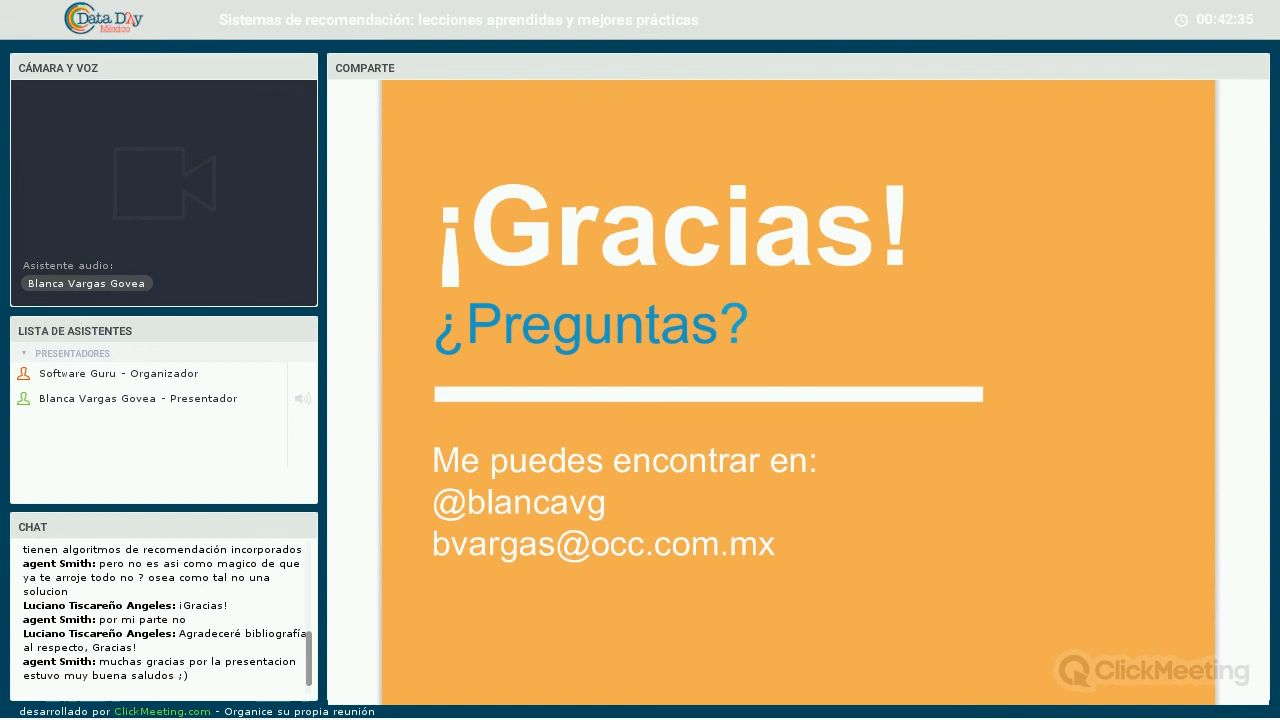 Data Day
México
Sistemas de recomendación: lecciones aprendidas y mejores prácticas
00:42:35
CÁMARA Y VOZ
Asistente audio:
Blanca Vargas Govea
LISTA DE ASISTENTES
PRESENTADORES
Software Guru - Organizador
Blanca Vargas Govea - Presentador
CHAT
tienen algoritmos de recomendación incorporados
agent Smith: pero no es asi como magico de que
ya te arroje todo no ? osea como tal no una
solucion
Luciano Tiscareño Angeles: ¡Gracias!
agent Smith: por mi parte no
Luciano Tiscareño Angeles: Agradeceré bibliografía
al respecto, Gracias!
agent Smith: muchas gracias por la presentacion
estuvo muy buena saludos ;)
COMPARTE
¡Gracias!
¿Preguntas?
Me puedes encontrar en:
@blancavg
bvargas@occ.com.mx
ClickMeeting
desarrollado por ClickMeeting.com - Organice su propia reunión